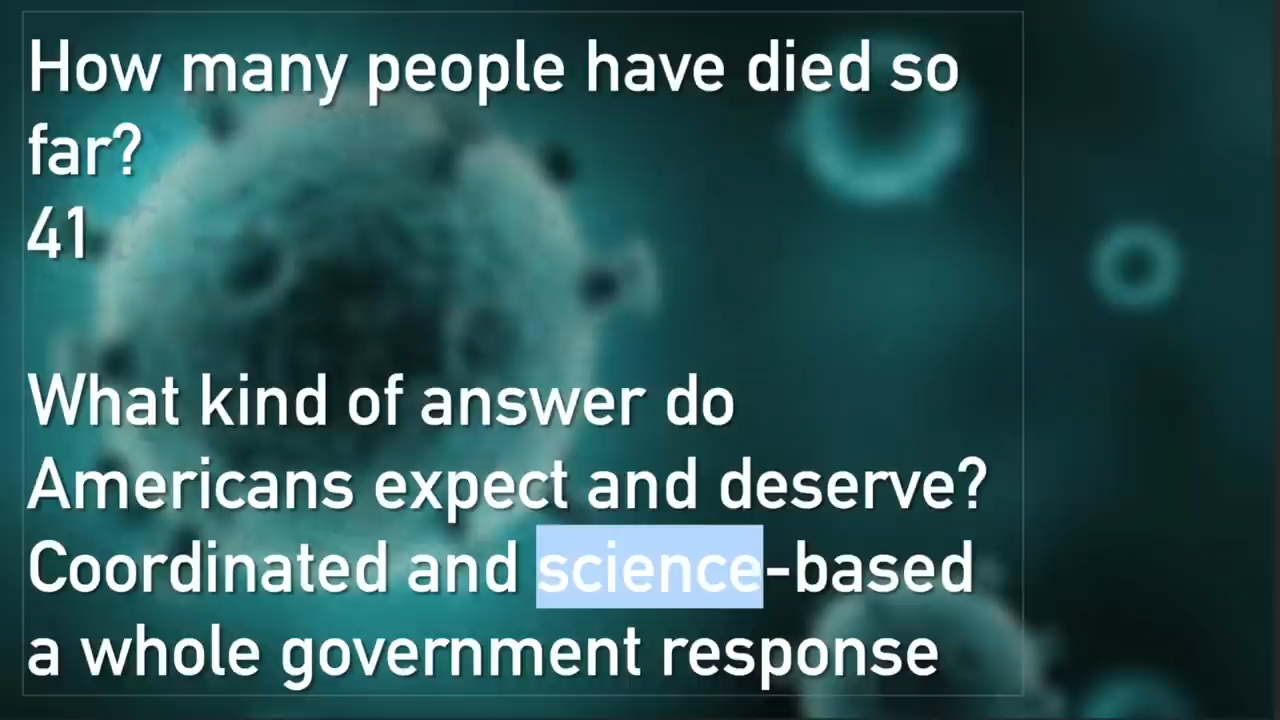 How many people have died so
far?
41
What kind of answer do
Americans expect and deserve?
Coordinated and science-based
a whole government response